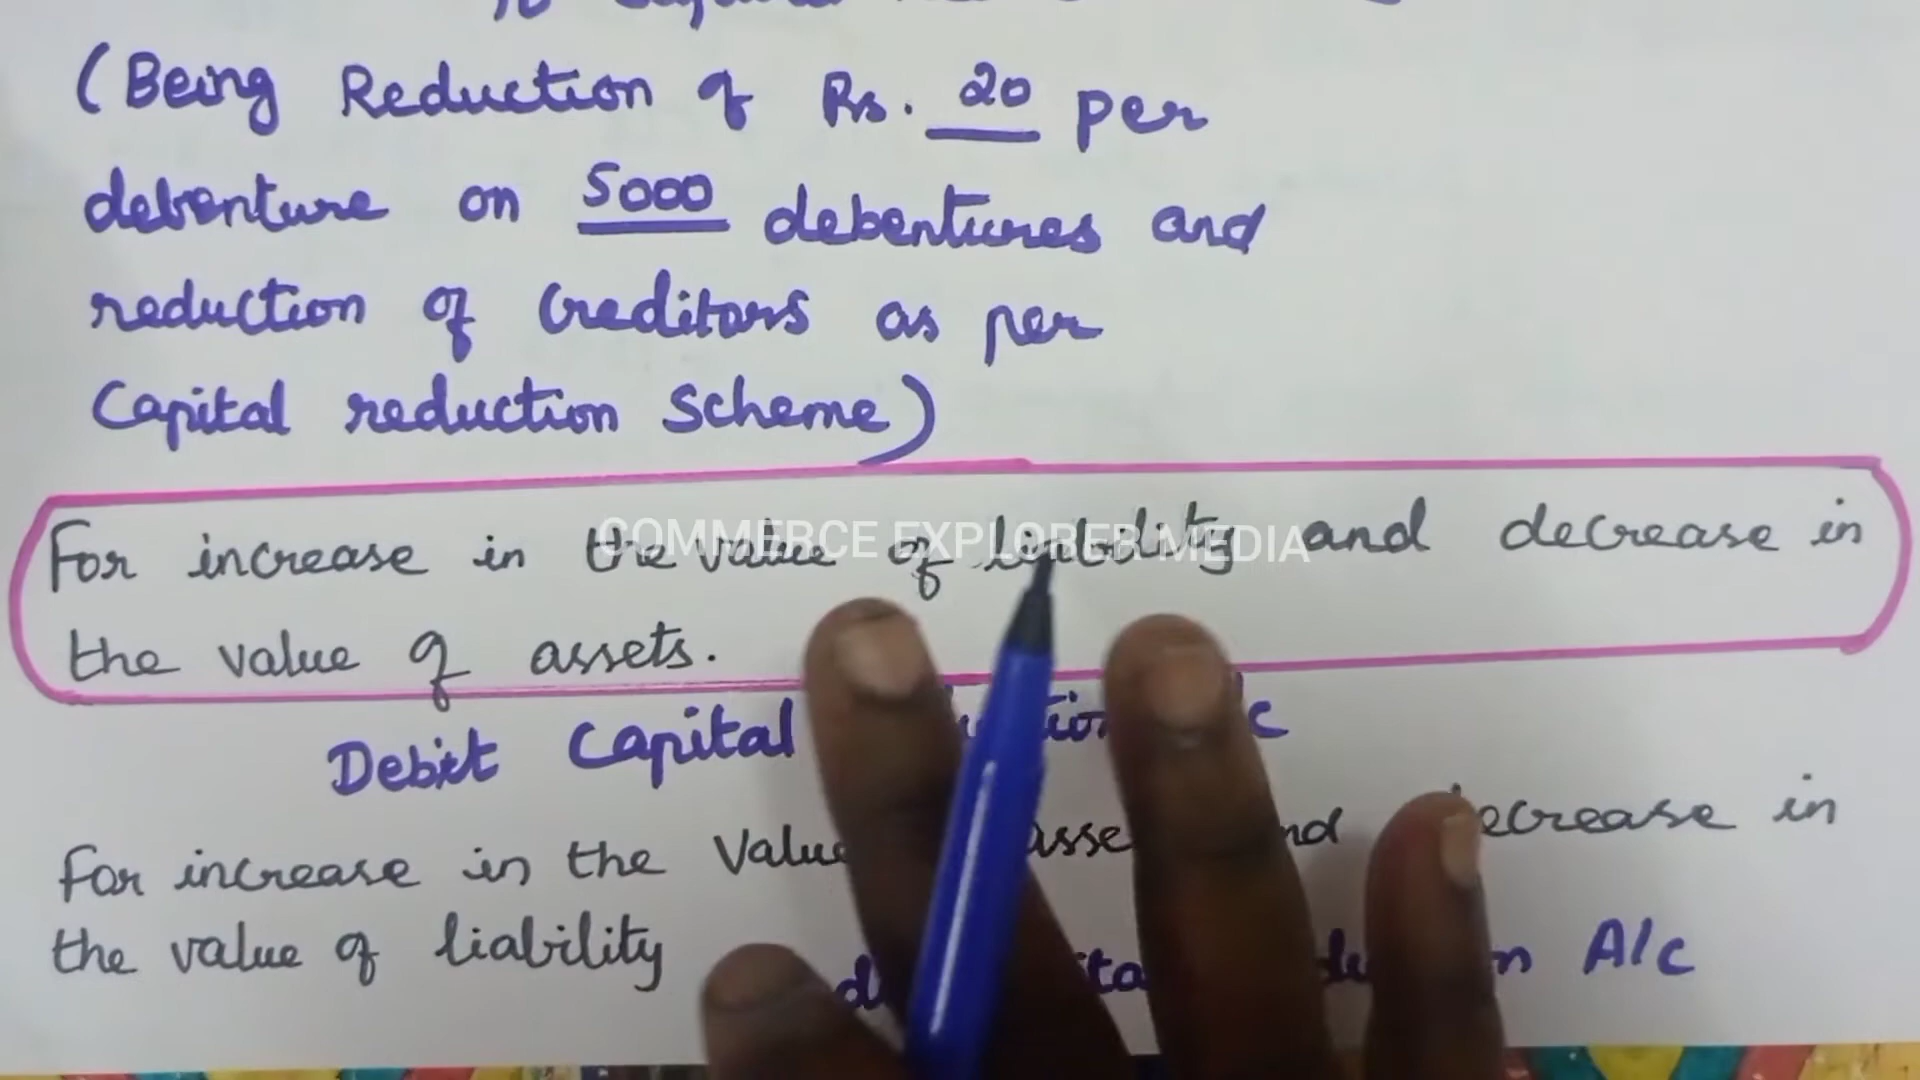 (Being Reduction of Rs. 20 per
debenture on 5000 debentures and
reduction of Creditors as per
Capital reduction Scheme)
For increase in the value of liability and decrease in
the value of assets.
COMMERCE EXPLORER MEDIA
Debit Capital
For increase in the Value decrease in
the value of liability
A/c